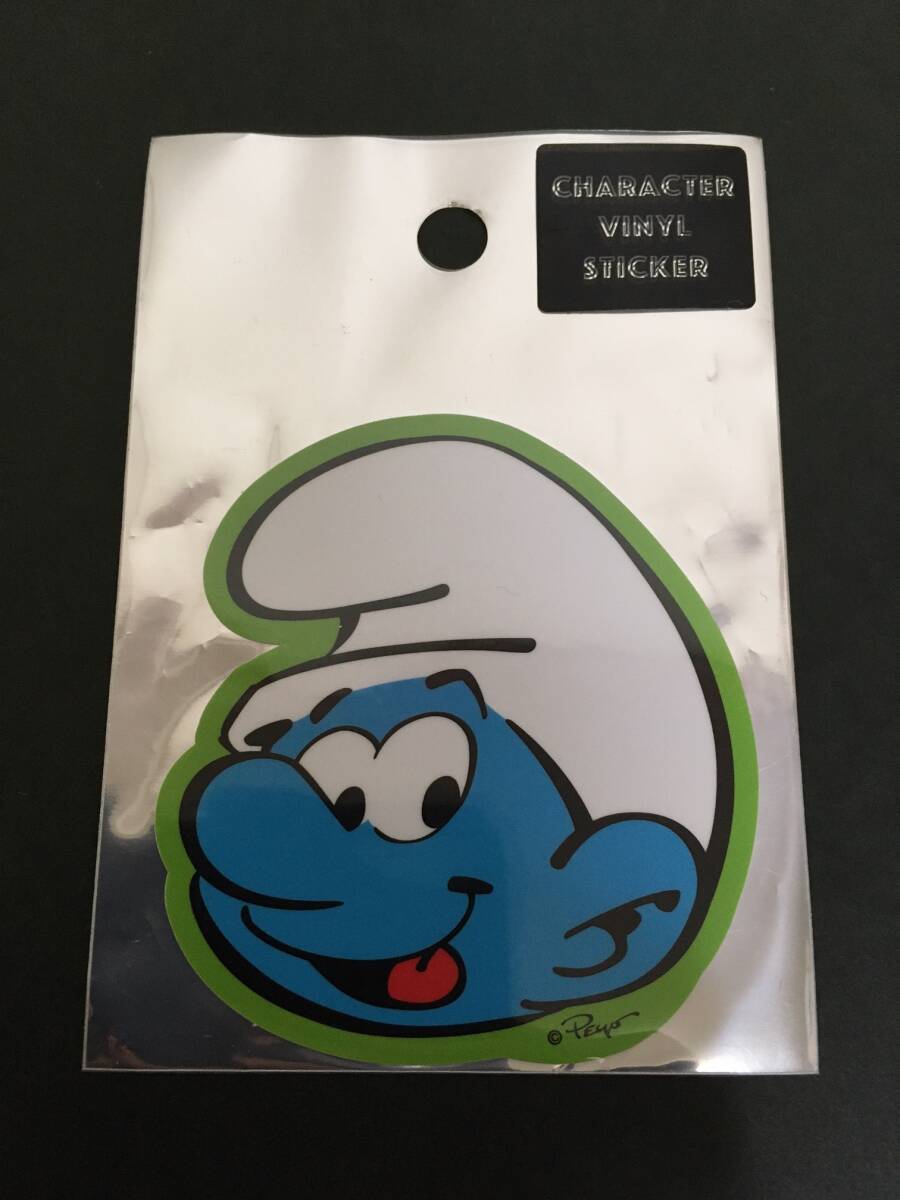 CHARACTER
VINYL
STICKER
© Peyo